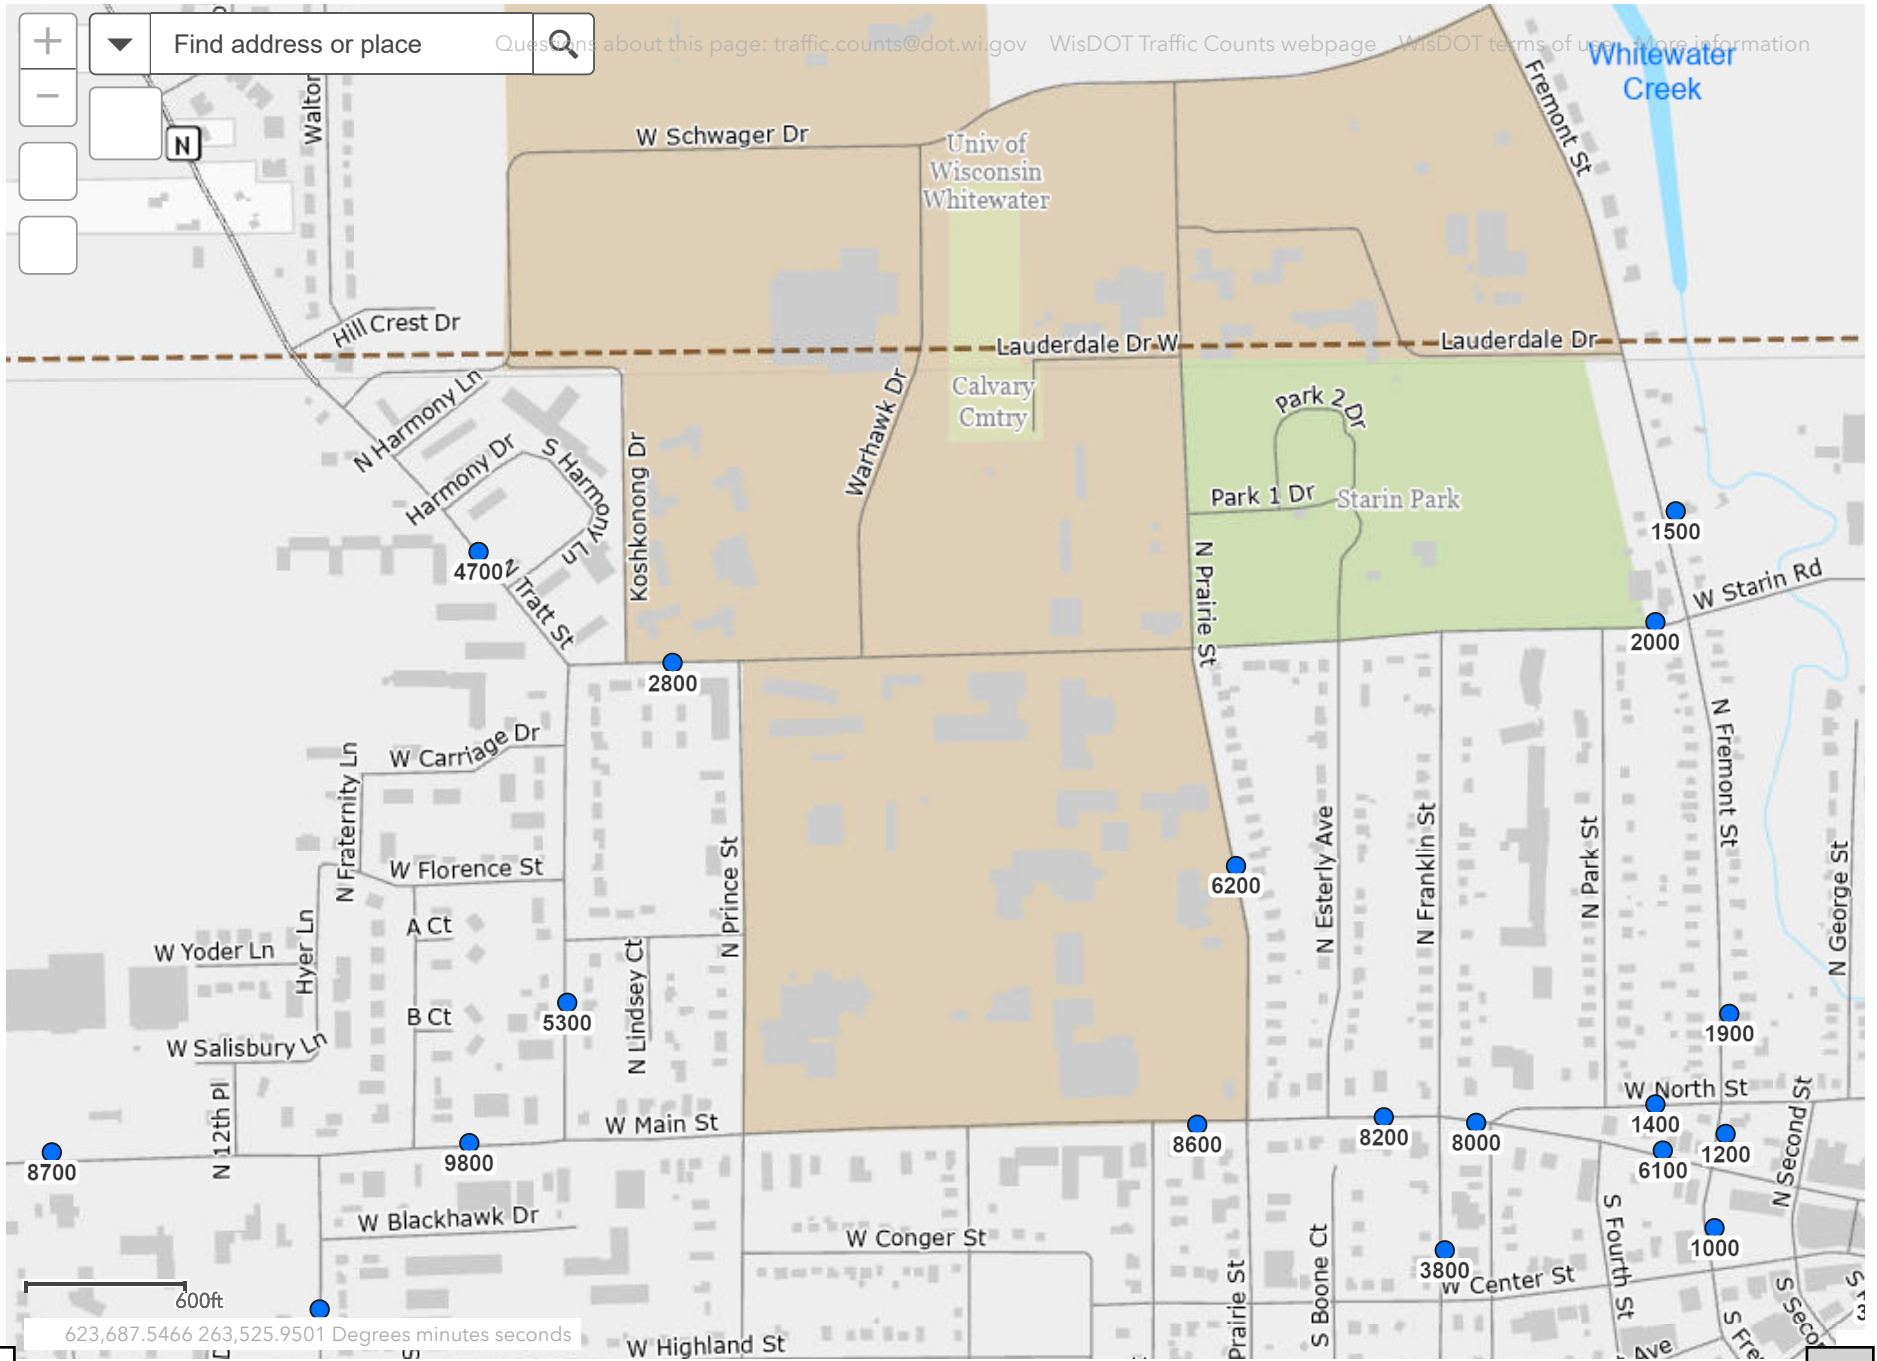 +
Find address or place
Questions about this page: traffic.counts@dot.wi.gov WisDOT Traffic Counts webpage WisDOT terms of use More information
−
N
Walton
W Schwager Dr
Univ of
Wisconsin
Whitewater
Fremont St
Whitewater
Creek
Hill Crest Dr
Lauderdale Dr W
Lauderdale Dr
N Harmony Ln
Harmony Dr
S Harmony Ln
Koshkonong Dr
Warhawk Dr
Calvary
Cmtry
Park 2 Dr
Park 1 Dr
Starin Park
1500
4700
N Tratt St
N Prairie St
W Starin Rd
2000
2800
W Carriage Dr
N Fraternity Ln
W Florence St
N Prince St
6200
N Esterly Ave
N Franklin St
N Park St
N Fremont St
N George St
A Ct
W Yoder Ln
Hyer Ln
B Ct
5300
N Lindsey Ct
W Salisbury Ln
1900
N 12th Pl
W Main St
W North St
1400
8700
9800
8600
8200
8000
6100
1200
N Second St
W Blackhawk Dr
W Conger St
Prairie St
S Boone Ct
3800
W Center St
S Fourth St
1000
600ft
623,687.5466 263,525.9501 Degrees minutes seconds
W Highland St
Ave
S Fre
S Secon
S
3